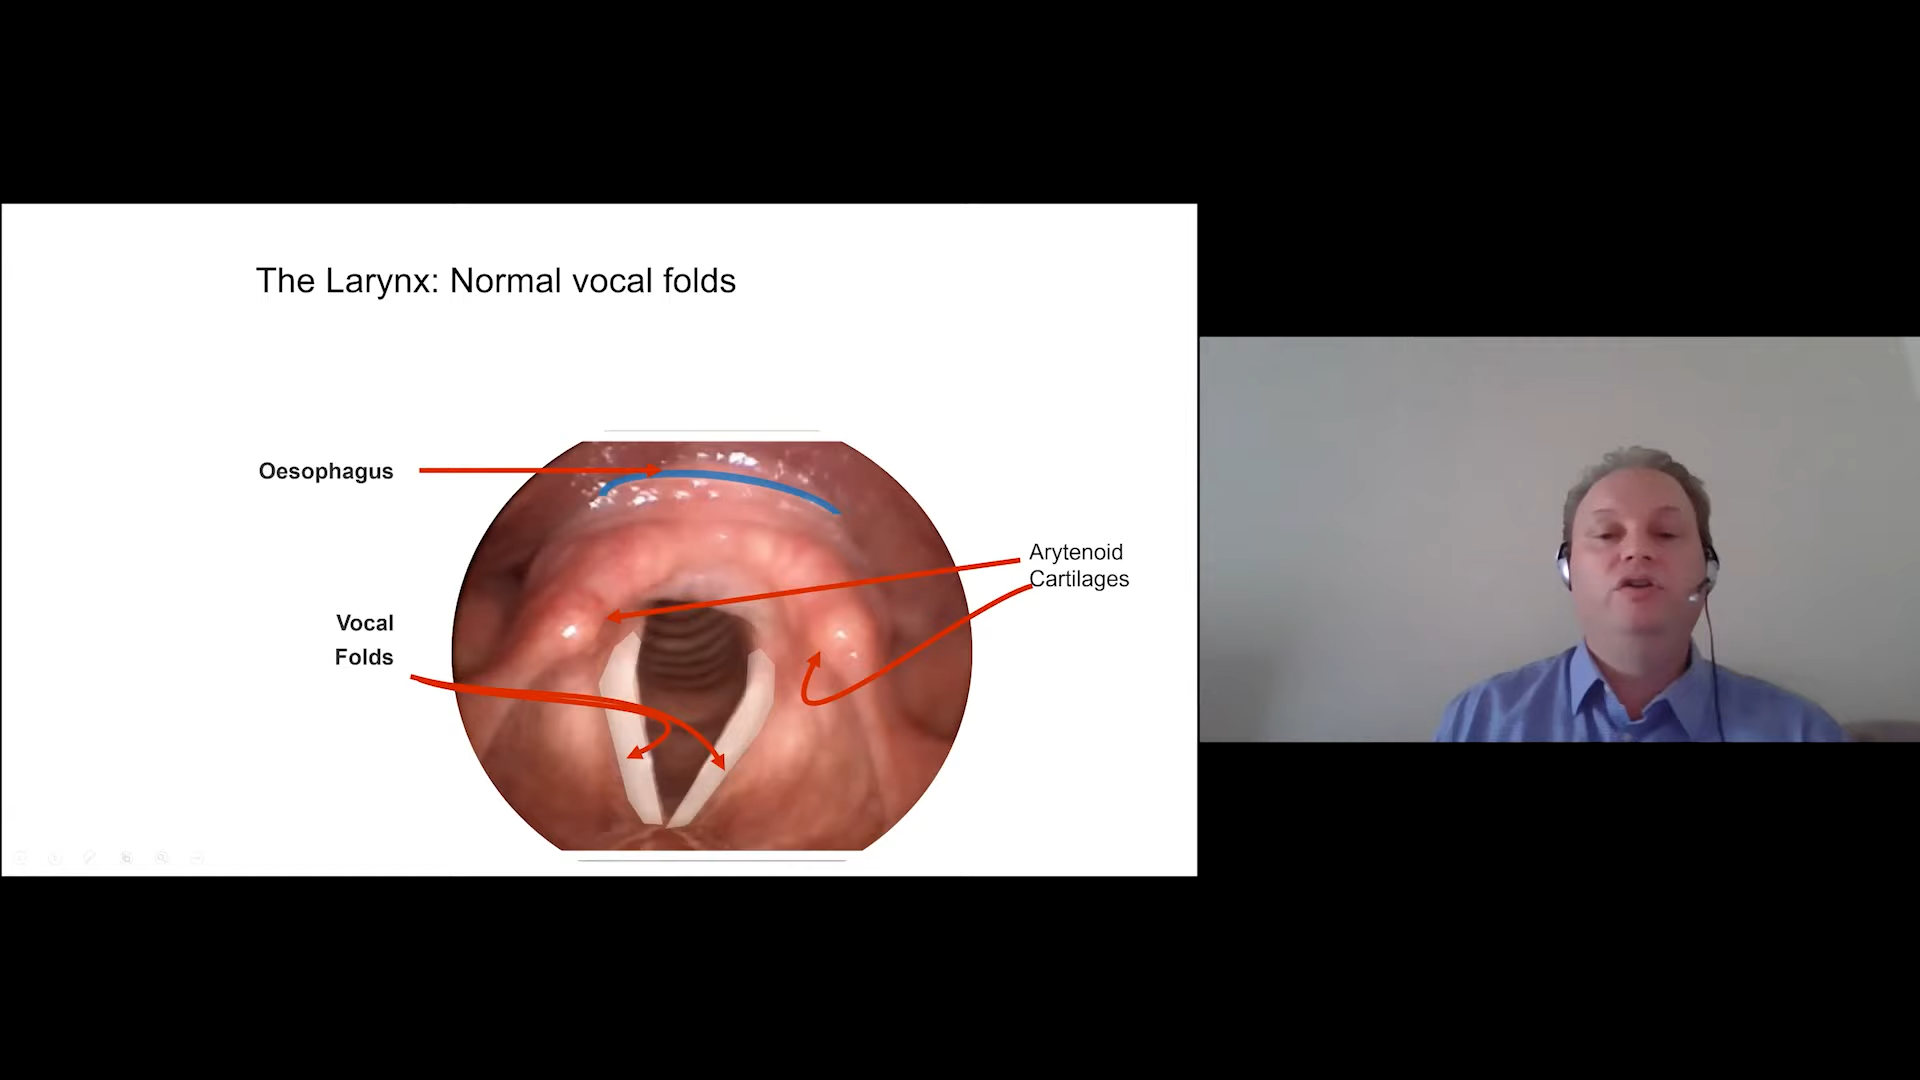 The Larynx: Normal vocal folds
Oesophagus
Arytenoid
Cartilages
Vocal
Folds